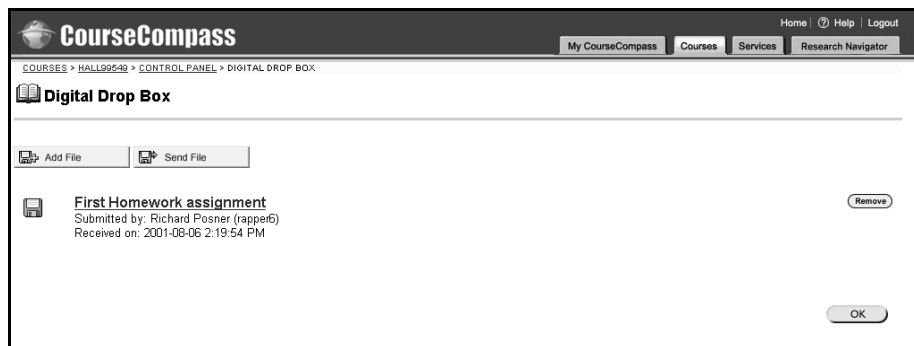 Home | ? Help | Logout
CourseCompass
My CourseCompass Courses Services Research Navigator
COURSES > HALL99549 > CONTROL PANEL > DIGITAL DROP BOX
Digital Drop Box
Add File Send File
First Homework assignment Remove
Submitted by: Richard Posner (rapper6)
Received on: 2001-08-06 2:19:54 PM
OK